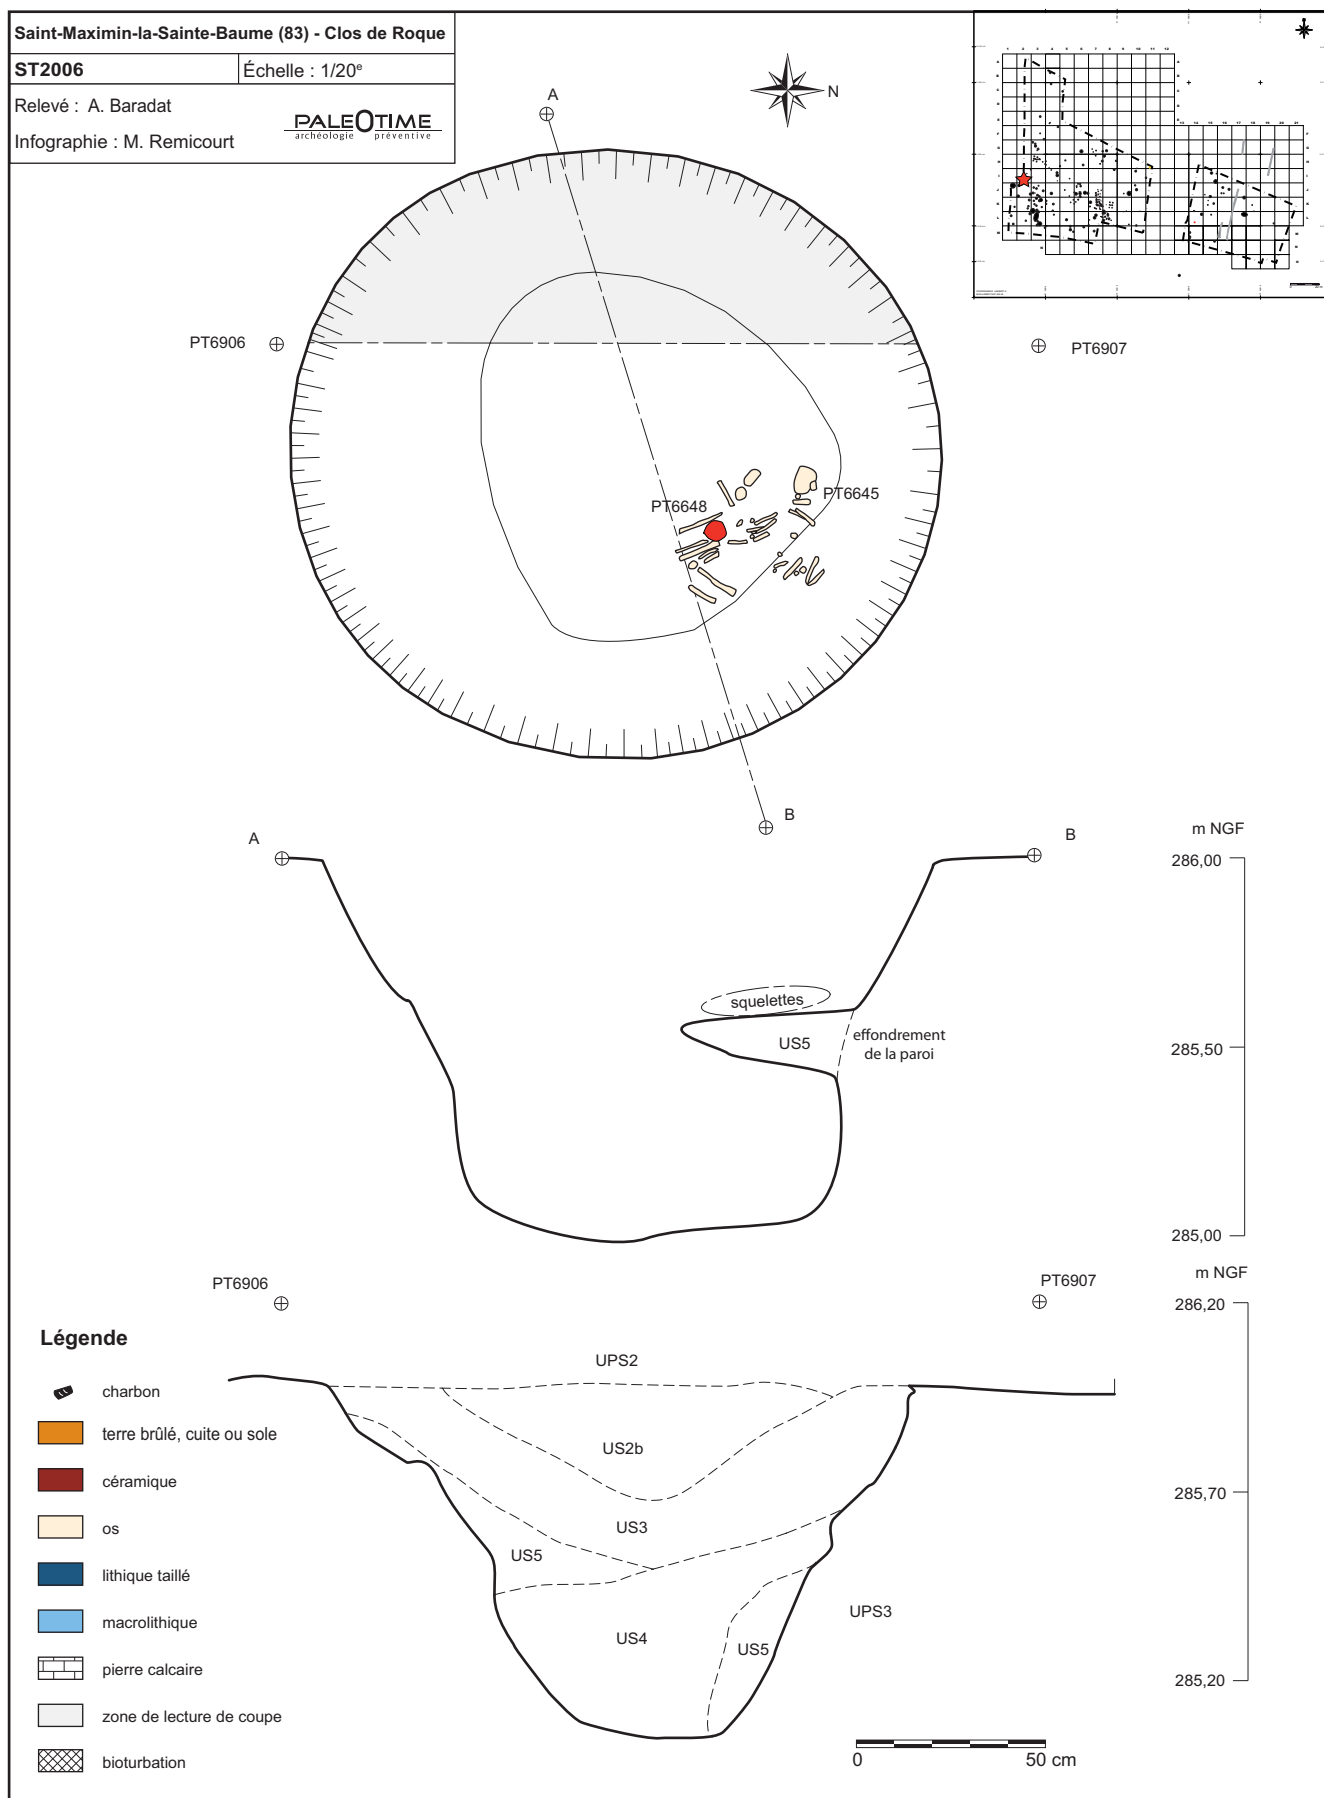 Saint-Maximin-la-Sainte-Baume (83) - Clos de Roque
ST2006
Échelle : 1/20e
Relevé : A. Baradat
Infographie : M. Remicourt
PALEOTIME
archéologie préventive
N
A
PT6906
PT6907
PT6648
PT6645
B
A
B
m NGF
286,00
squelettes
US5
effondrement
de la paroi
285,50
285,00
m NGF
PT6906
PT6907
286,20
Légende
UPS2
charbon
terre brûlé, cuite ou sole
US2b
céramique
285,70
os
US3
US5
lithique taillé
macrolithique
UPS3
US4
US5
pierre calcaire
285,20
zone de lecture de coupe
bioturbation
0
50 cm